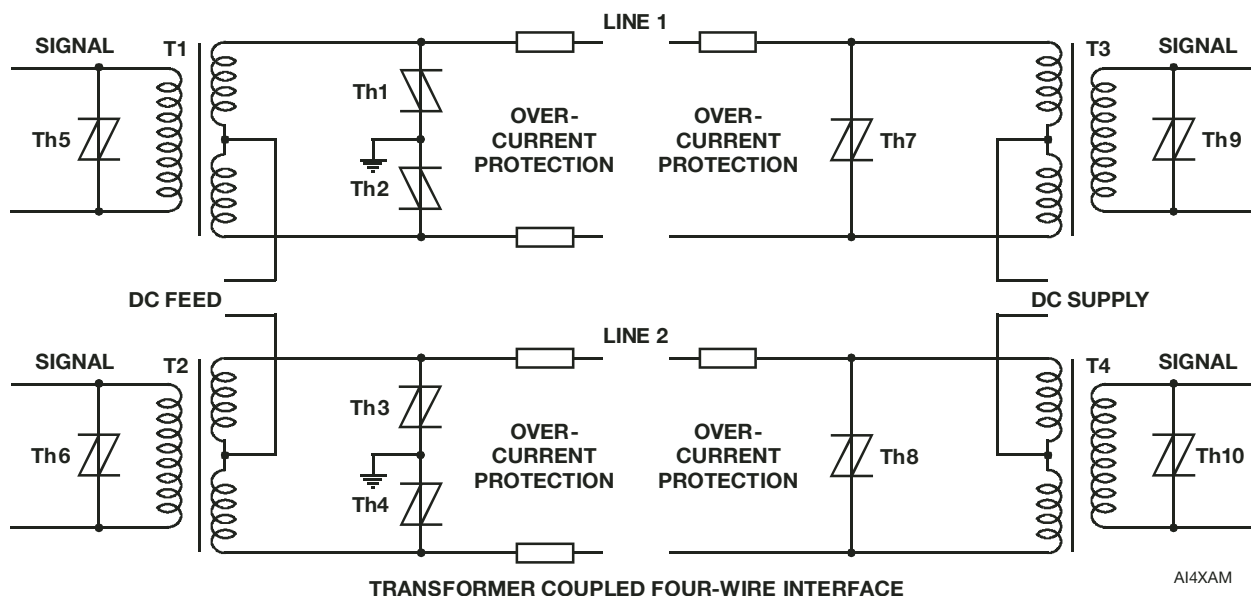 LINE 1
SIGNAL
T1
T3
SIGNAL
Th1
OVER-
CURRENT
PROTECTION
OVER-
CURRENT
PROTECTION
Th5
Th7
Th9
Th2
DC FEED
DC SUPPLY
LINE 2
SIGNAL
T2
T4
SIGNAL
Th3
OVER-
CURRENT
PROTECTION
OVER-
CURRENT
PROTECTION
Th6
Th8
Th10
Th4
TRANSFORMER COUPLED FOUR-WIRE INTERFACE
AI4XAM